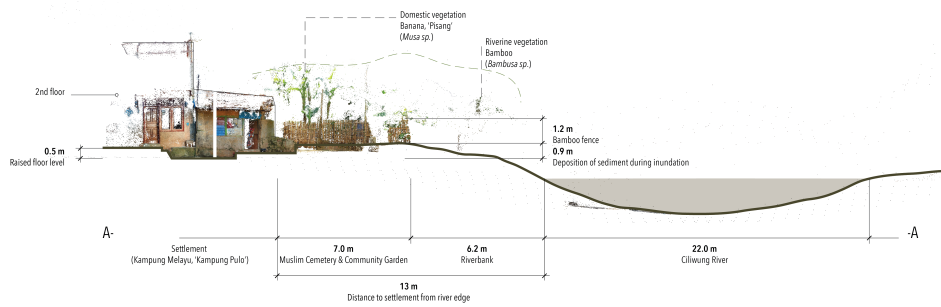 Domestic vegetation
Banana, 'Pisang'
(Musa sp.)
Riverine vegetation
Bamboo
(Bambusa sp.)
2nd floor
0.5 m
Raised floor level
1.2 m
Bamboo fence
0.9 m
Deposition of sediment during inundation
A-
-A
Settlement
(Kampung Melayu, 'Kampung Pulo')
7.0 m
Muslim Cemetery & Community Garden
6.2 m
Riverbank
22.0 m
Ciliwung River
13 m
Distance to settlement from river edge